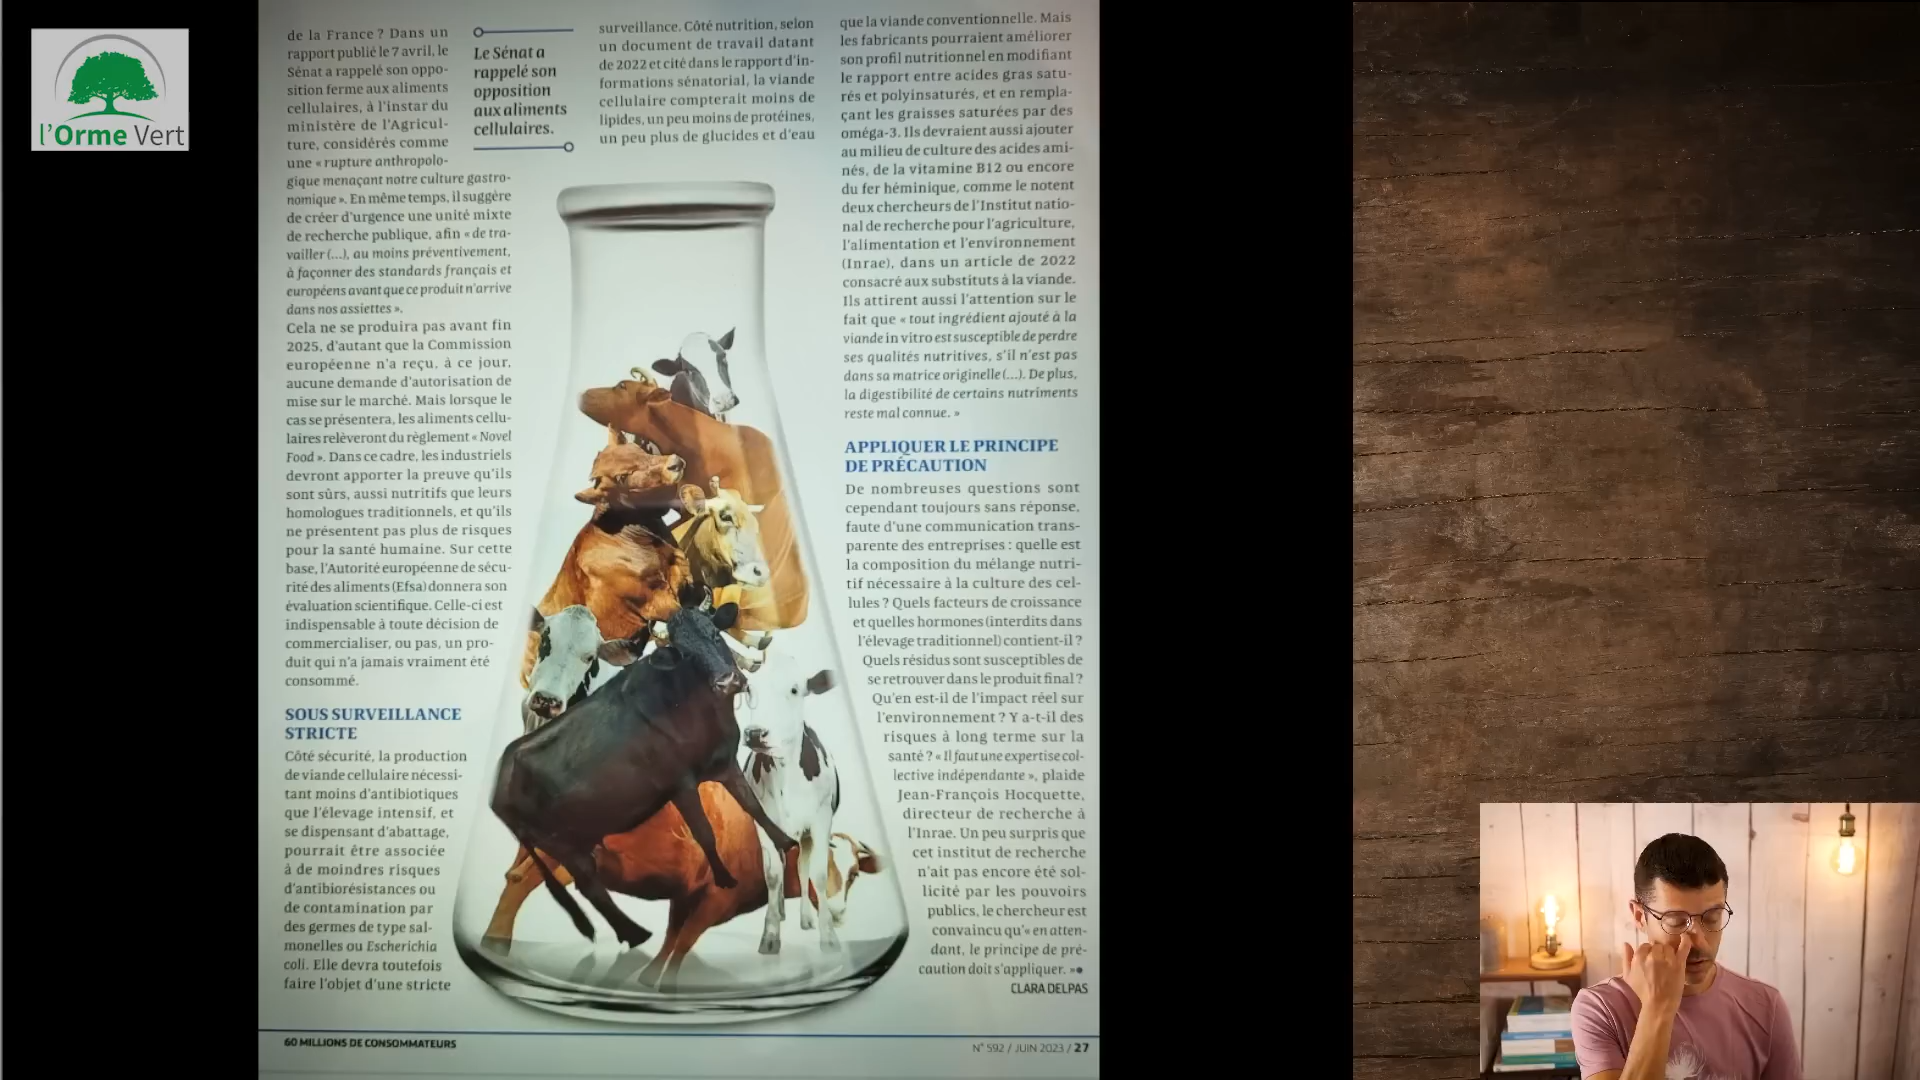 l'Orme Vert
de la France ? Dans un
rapport publié le 7 avril, le
Sénat a rappelé son oppo-
sition ferme aux aliments
cellulaires, à l'instar du
ministère de l'Agricul-
ture, considérés comme
une « rupture anthropolo-
gique menaçant notre culture gastro-
nomique ». En même temps, il suggère
de créer d'urgence une unité mixte
de recherche publique, afin « de tra-
vailler (...), au moins préventivement,
à façonner des standards français et
européens avant que ce produit n'arrive
dans nos assiettes ».
Cela ne se produira pas avant fin
2025, d'autant que la Commission
européenne n'a reçu, à ce jour,
aucune demande d'autorisation de
mise sur le marché. Mais lorsque le
cas se présentera, les aliments cellu-
laires relèveront du règlement « Novel
Food ». Dans ce cadre, les industriels
devront apporter la preuve qu'ils
sont sûrs, aussi nutritifs que leurs
homologues traditionnels, et qu'ils
ne présentent pas plus de risques
pour la santé humaine. Sur cette
base, l'Autorité européenne de sécu-
rité des aliments (Efsa) donnera son
évaluation scientifique. Celle-ci est
indispensable à toute décision de
commercialiser, ou pas, un pro-
duit qui n'a jamais vraiment été
consommé.
SOUS SURVEILLANCE
STRICTE
Côté sécurité, la production
de viande cellulaire nécessi-
tant moins d'antibiotiques
que l'élevage intensif, et
se dispensant d'abattage,
pourrait être associée
à de moindres risques
d'antibiorésistances ou
de contamination par
des germes de type sal-
monelles ou Escherichia
coli. Elle devra toutefois
faire l'objet d'une stricte
Le Sénat a
rappelé son
opposition
aux aliments
cellulaires.
surveillance. Côté nutrition, selon
un document de travail datant
de 2022 et cité dans le rapport d'in-
formations sénatorial, la viande
cellulaire compterait moins de
lipides, un peu moins de protéines,
un peu plus de glucides et d'eau
que la viande conventionnelle. Mais
les fabricants pourraient améliorer
son profil nutritionnel en modifiant
le rapport entre acides gras satu-
rés et polyinsaturés, et en rempla-
çant les graisses saturées par des
oméga-3. Ils devraient aussi ajouter
au milieu de culture des acides ami-
nés, de la vitamine B12 ou encore
du fer héminique, comme le notent
deux chercheurs de l'Institut natio-
nal de recherche pour l'agriculture,
l'alimentation et l'environnement
(Inrae), dans un article de 2022
consacré aux substituts à la viande.
Ils attirent aussi l'attention sur le
fait que « tout ingrédient ajouté à la
viande in vitro est susceptible de perdre
ses qualités nutritives, s'il n'est pas
dans sa matrice originelle (...). De plus,
la digestibilité de certains nutriments
reste mal connue. »
APPLIQUER LE PRINCIPE
DE PRÉCAUTION
De nombreuses questions sont
cependant toujours sans réponse,
faute d'une communication trans-
parente des entreprises : quelle est
la composition du mélange nutri-
tif nécessaire à la culture des cel-
lules ? Quels facteurs de croissance
et quelles hormones (interdits dans
l'élevage traditionnel) contient-il ?
Quels résidus sont susceptibles de
se retrouver dans le produit final ?
Qu'en est-il de l'impact réel sur
l'environnement ? Y a-t-il des
risques à long terme sur la
santé ? « Il faut une expertise col-
lective indépendante », plaide
Jean-François Hocquette,
directeur de recherche à
l'Inrae. Un peu surpris que
cet institut de recherche
n'ait pas encore été sol-
licité par les pouvoirs
publics, le chercheur est
convaincu qu'« en atten-
dant, le principe de pré-
caution doit s'appliquer. »●
CLARA DELPAS
60 MILLIONS DE CONSOMMATEURS
N° 592 / JUIN 2023 / 27